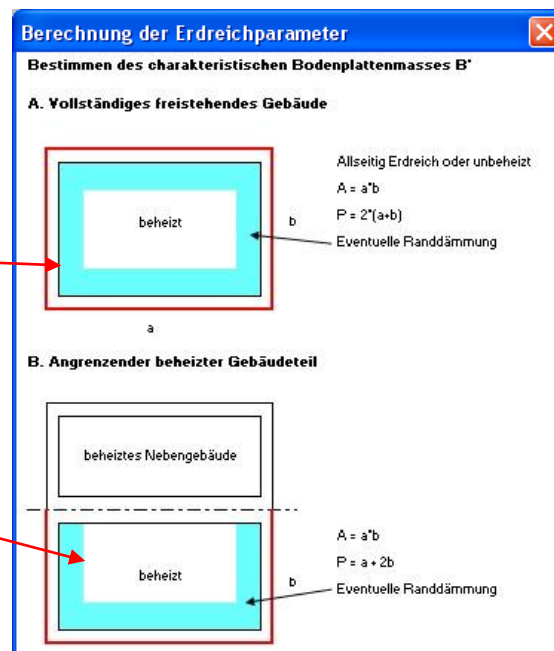 Berechnung der Erdreichparameter
Bestimmen des charakteristischen Bodenplattenmasses B'
A. Vollständiges freistehendes Gebäude
Allseitig Erdreich oder unbeheizt
A = a*b
beheizt
b
P = 2*(a+b)
Eventuelle Randdämmung
a
B. Angrenzender beheizter Gebäudeteil
beheiztes Nebengebäude
A = a*b
P = a + 2b
beheizt
b
Eventuelle Randdämmung